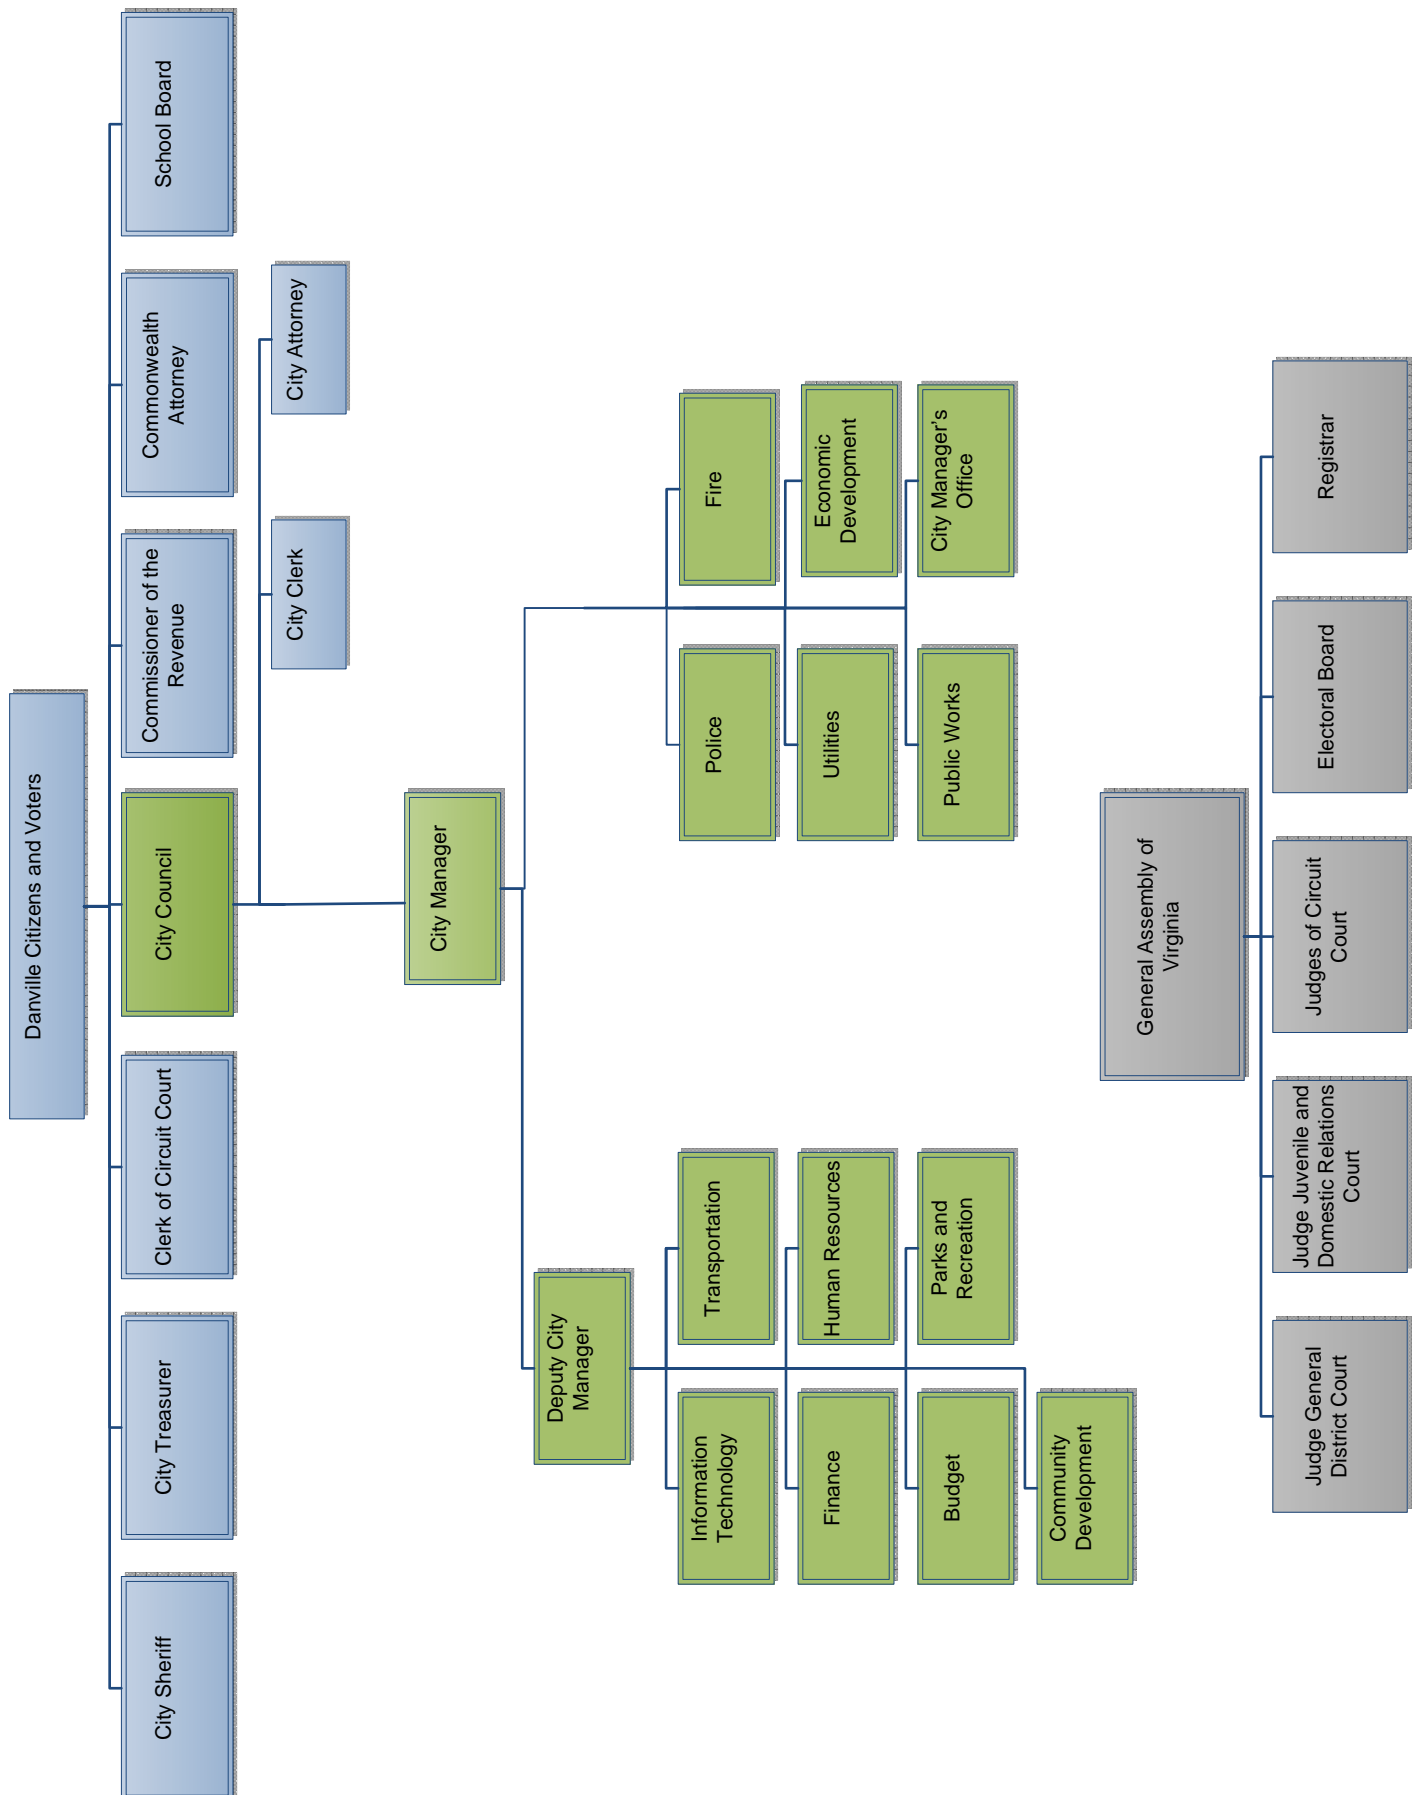 Danville Citizens and Voters
City Sheriff
City Treasurer
Clerk of Circuit Court
City Council
Commissioner of the
Revenue
Commonwealth
Attorney
School Board
City Clerk
City Attorney
City Manager
Deputy City
Manager
Information
Technology
Transportation
Police
Fire
Finance
Human Resources
Utilities
Economic
Development
Budget
Parks and
Recreation
Public Works
City Manager’s
Office
Community
Development
General Assembly of
Virginia
Judge General
District Court
Judge Juvenile and
Domestic Relations
Court
Judges of Circuit
Court
Electoral Board
Registrar